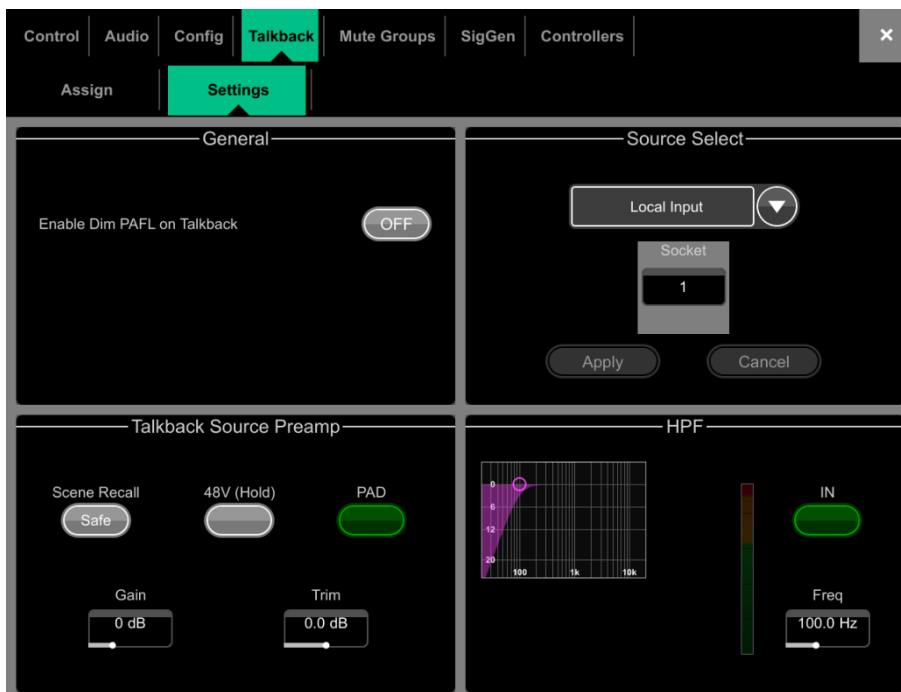 Control Audio Config Talkback Mute Groups SigGen Controllers ×
Assign Settings
General
Enable Dim PAFL on Talkback OFF
Source Select
Local Input
Socket
1
Apply Cancel
Talkback Source Preamp
Scene Recall 48V (Hold) PAD
Safe
Gain Trim
0 dB 0.0 dB
HPF
0
6
12
20
100 1k 10k
IN
Freq
100.0 Hz